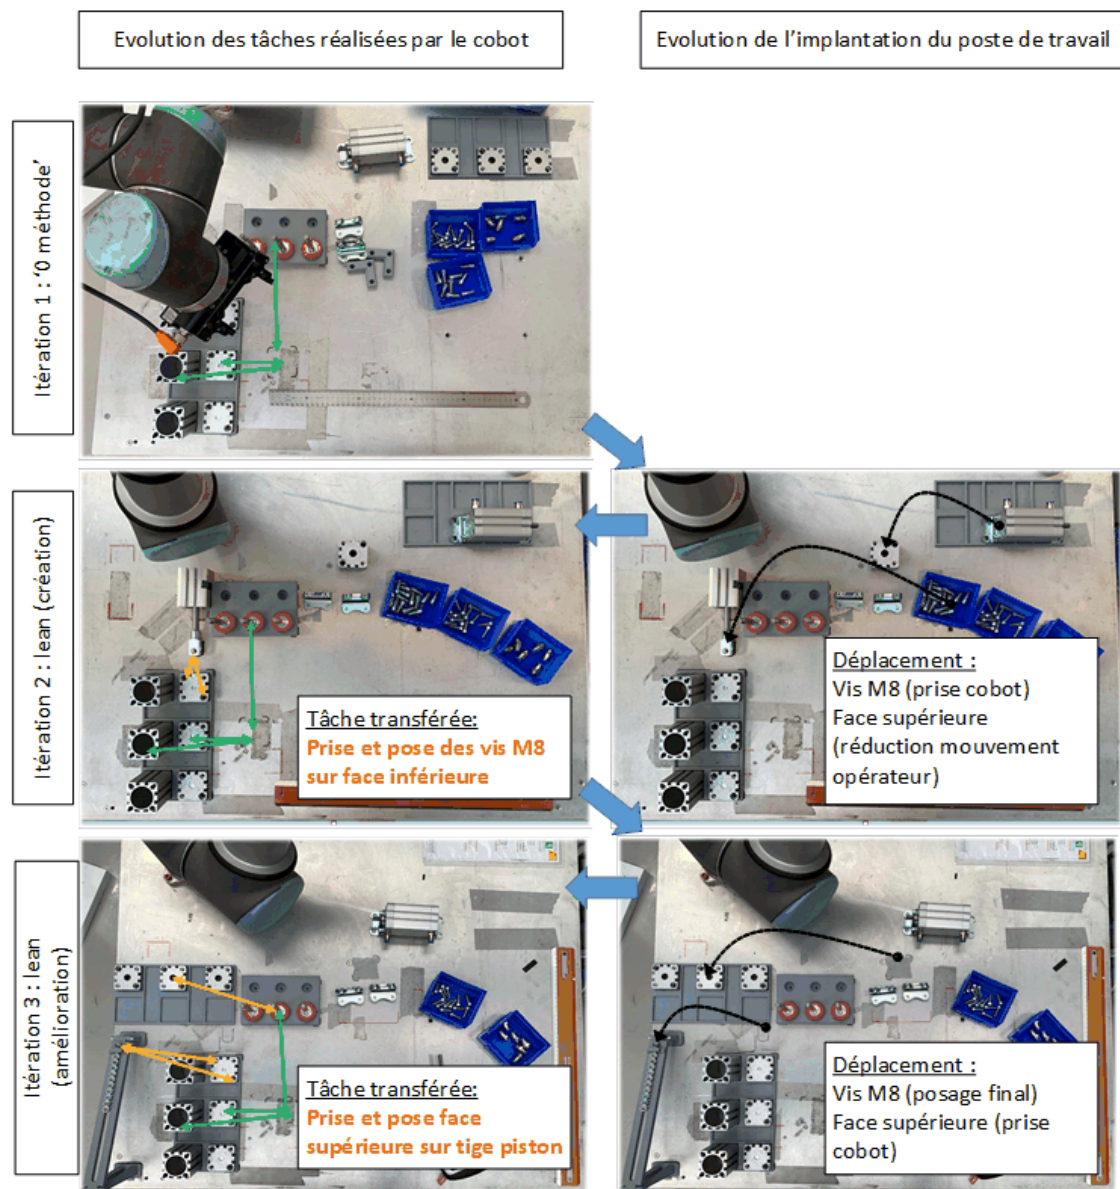 Evolution des tâches réalisées par le cobot
Evolution de l'implantation du poste de travail
Itération 1 : '0 méthode'
Itération 2 : lean (création)
Tâche transférée:
Prise et pose des vis M8
sur face inférieure
Déplacement :
Vis M8 (prise cobot)
Face supérieure
(réduction mouvement
opérateur)
Itération 3 : lean
(amélioration)
Tâche transférée:
Prise et pose face
supérieure sur tige piston
Déplacement :
Vis M8 (posage final)
Face supérieure (prise
cobot)